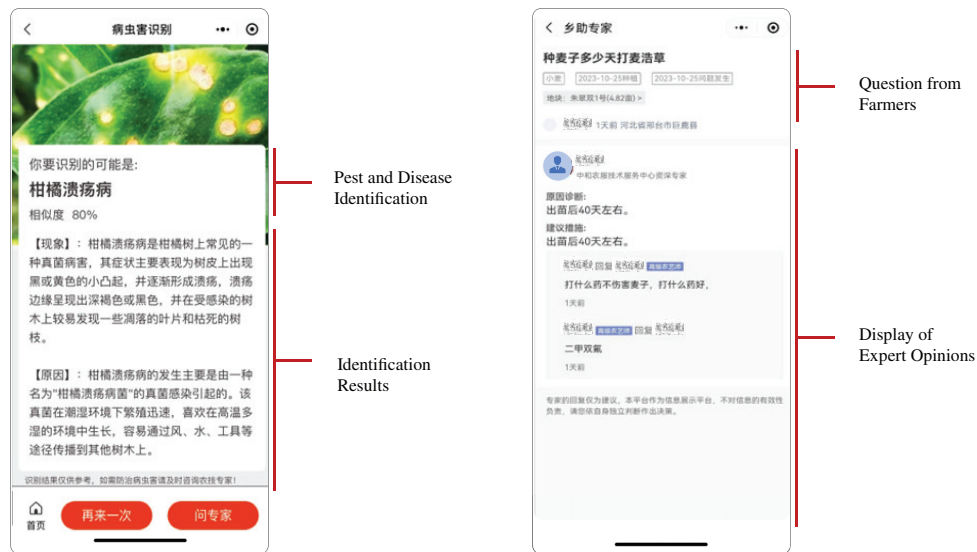 病虫害识别
你要识别的可能是:
柑橘溃疡病
相似度 80%
【现象】：柑橘溃疡病是柑橘树上常见的一
种真菌病害，其症状主要表现为树皮上出现
黑或黄色的小凸起，并逐渐形成溃疡，溃疡
边缘呈现出深褐色或黑色，并在受感染的树
木上较易发现一些凋落的叶片和枯死的树
枝。
【原因】：柑橘溃疡病的发生主要是由一种
名为"柑橘溃疡病菌"的真菌感染引起的。该
真菌在潮湿环境下繁殖迅速，喜欢在高温多
湿的环境中生长，容易通过风、水、工具等
途径传播到其他树木上。
识别结果仅供参考，如需防治病虫害请及时咨询农技专家！
首页
再来一次
问专家
Pest and Disease
Identification
Identification
Results
乡助专家
种麦子多少天打麦浩草
小麦 2023-10-25种植 2023-10-25问题发生
地块：朱翠双1号(4.82亩) >
1天前 河北省邢台市巨鹿县
中和农服技术服务中心资深专家
原因诊断:
出苗后40天左右。
建议措施:
出苗后40天左右。
回复 高级农艺师
打什么药不伤害麦子，打什么药好，
1天前
高级农艺师 回复
二甲双氟
1天前
专家的回复仅为建议，本平台作为信息展示平台，不对信息的有效性
负责，请您依自身独立判断作出决策。
Question from
Farmers
Display of
Expert Opinions